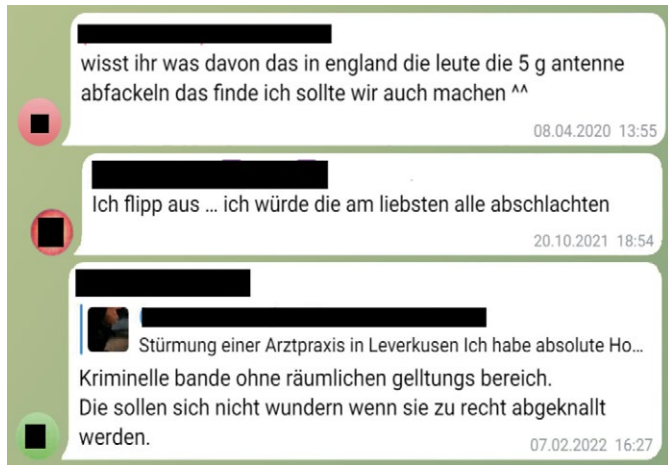 wisst ihr was davon das in england die leute die 5 g antenne
abfackeln das finde ich sollte wir auch machen ^^
08.04.2020 13:55
Ich flipp aus ... ich würde die am liebsten alle abschlachten
20.10.2021 18:54
Stürmung einer Arztpraxis in Leverkusen Ich habe absolute Ho...
Kriminelle bande ohne räumlichen gelltungs bereich.
Die sollen sich nicht wundern wenn sie zu recht abgeknallt
werden.
07.02.2022 16:27